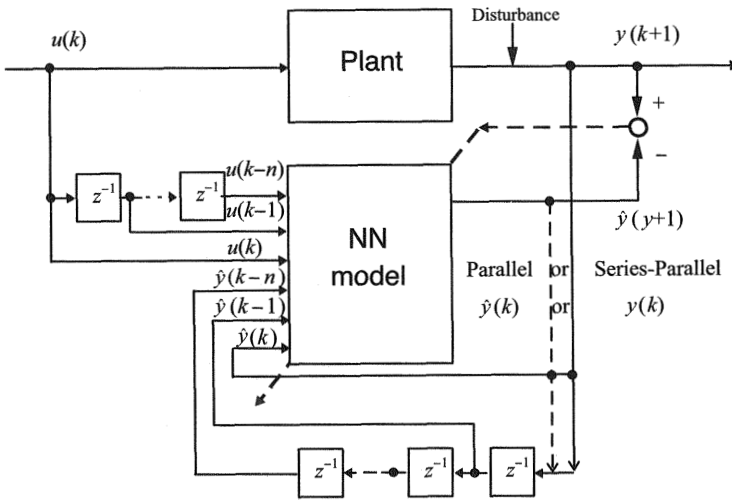 Disturbance
u(k)
y(k+1)
Plant
+
−
u(k−n)
z⁻¹
z⁻¹
u(k−1)
NN
model
ŷ(y+1)
u(k)
ŷ(k−n)
Parallel or Series-Parallel
ŷ(k−1)
ŷ(k) or y(k)
ŷ(k)
z⁻¹
z⁻¹
z⁻¹